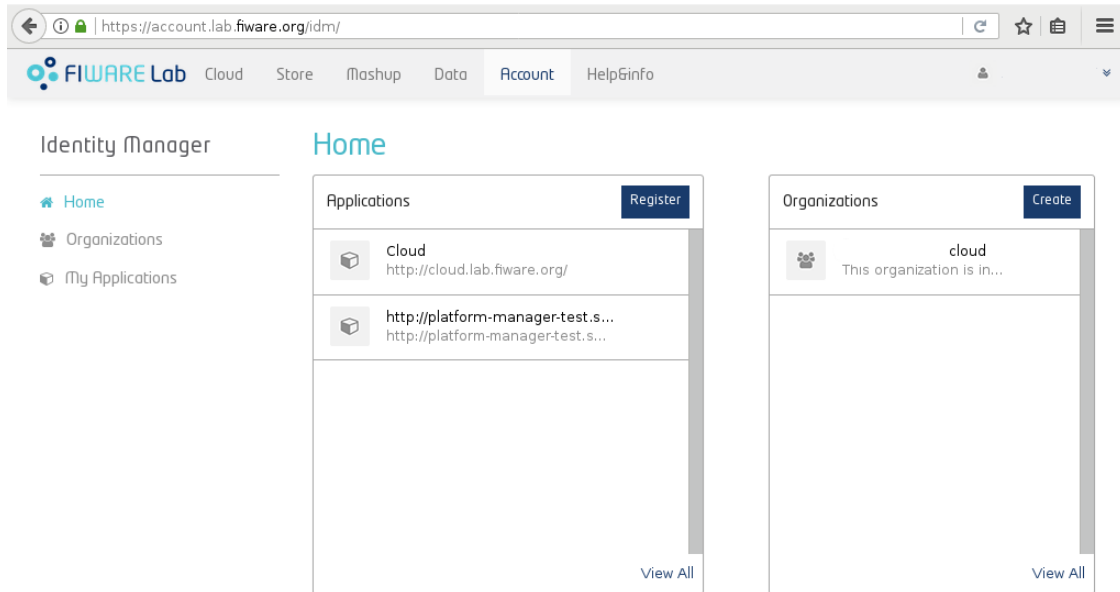 https://account.lab.fiware.org/idm/
FIWARE Lab Cloud Store Mashup Data Account Help&info
Identity Manager
Home
Organizations
My Applications
Home
Applications Register
Cloud
http://cloud.lab.fiware.org/
http://platform-manager-test.s...
http://platform-manager-test.s...
View All
Organizations Create
cloud
This organization is in...
View All